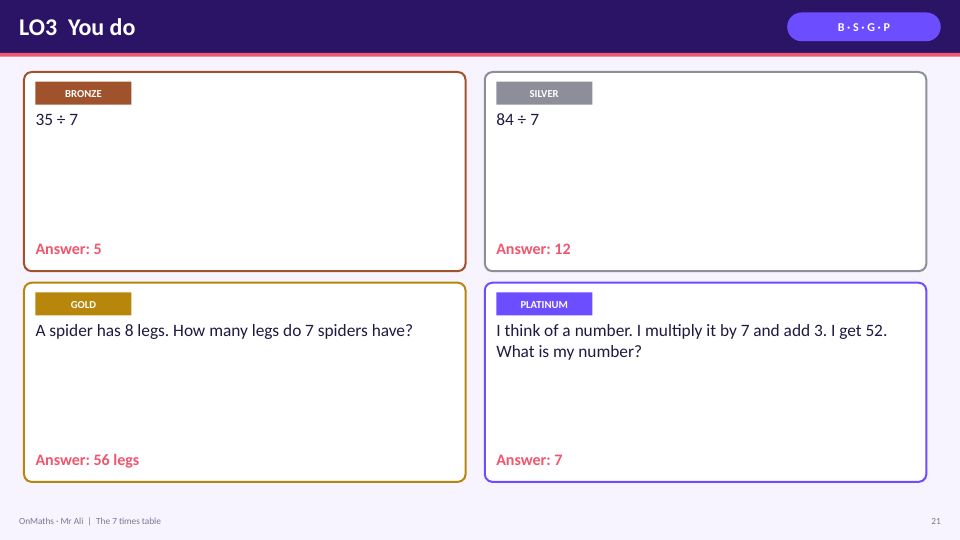 LO3  You do
B · S · G · P
BRONZE
35 ÷ 7
Answer: 5
SILVER
84 ÷ 7
Answer: 12
GOLD
A spider has 8 legs. How many legs do 7 spiders have?
Answer: 56 legs
PLATINUM
I think of a number. I multiply it by 7 and add 3. I get 52.
What is my number?
Answer: 7
OnMaths · Mr Ali  |  The 7 times table
21